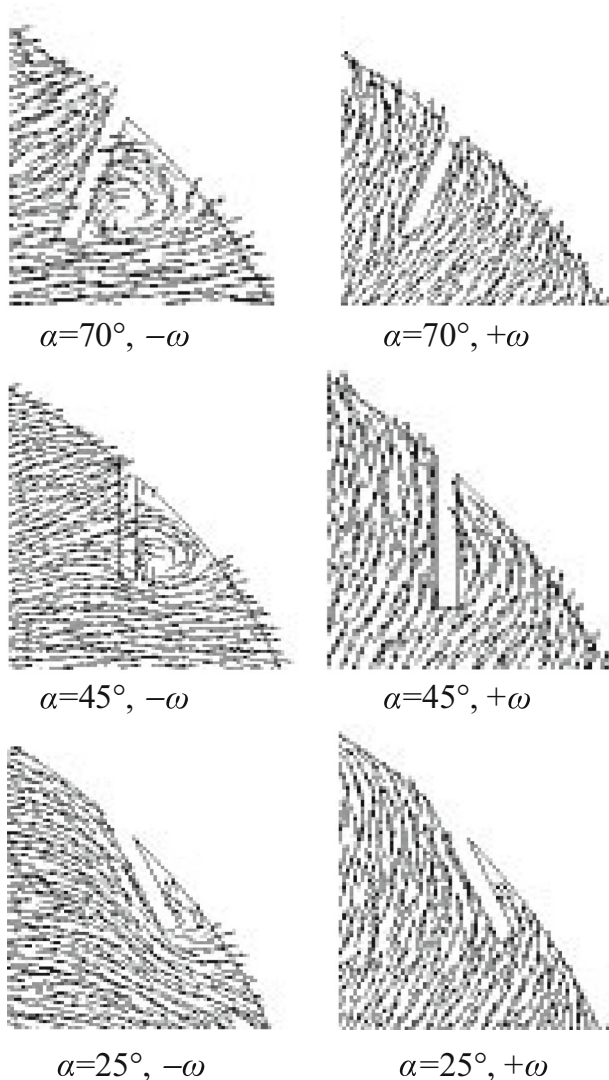 α=70°, −ω α=70°, +ω
α=45°, −ω α=45°, +ω
α=25°, −ω α=25°, +ω